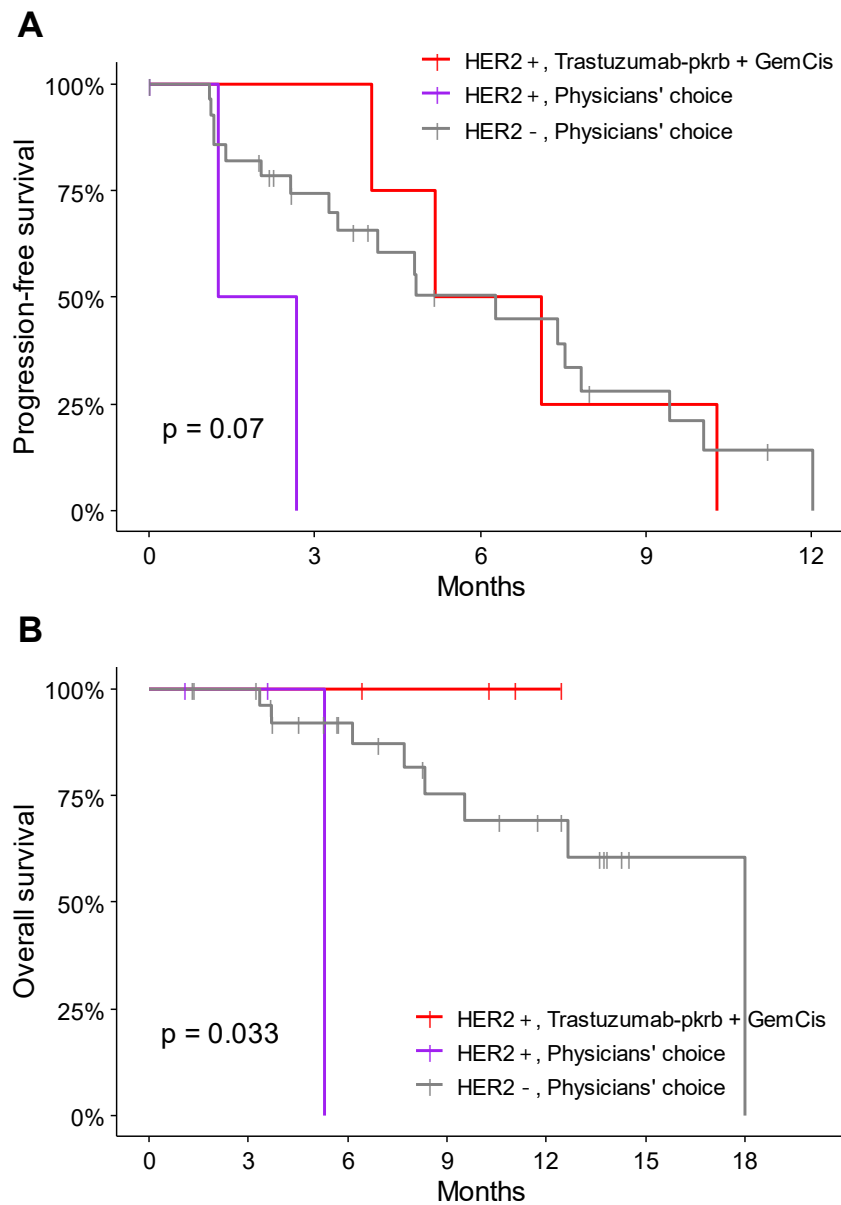 A
HER2 +, Trastuzumab-pkrb + GemCis
HER2 +, Physicians' choice
HER2 - , Physicians' choice
Progression-free survival
100%
75%
50%
25%
0%
p = 0.07
0 3 6 9 12
Months
B
Overall survival
100%
75%
50%
25%
0%
HER2 +, Trastuzumab-pkrb + GemCis
HER2 +, Physicians' choice
HER2 - , Physicians' choice
p = 0.033
0 3 6 9 12 15 18
Months